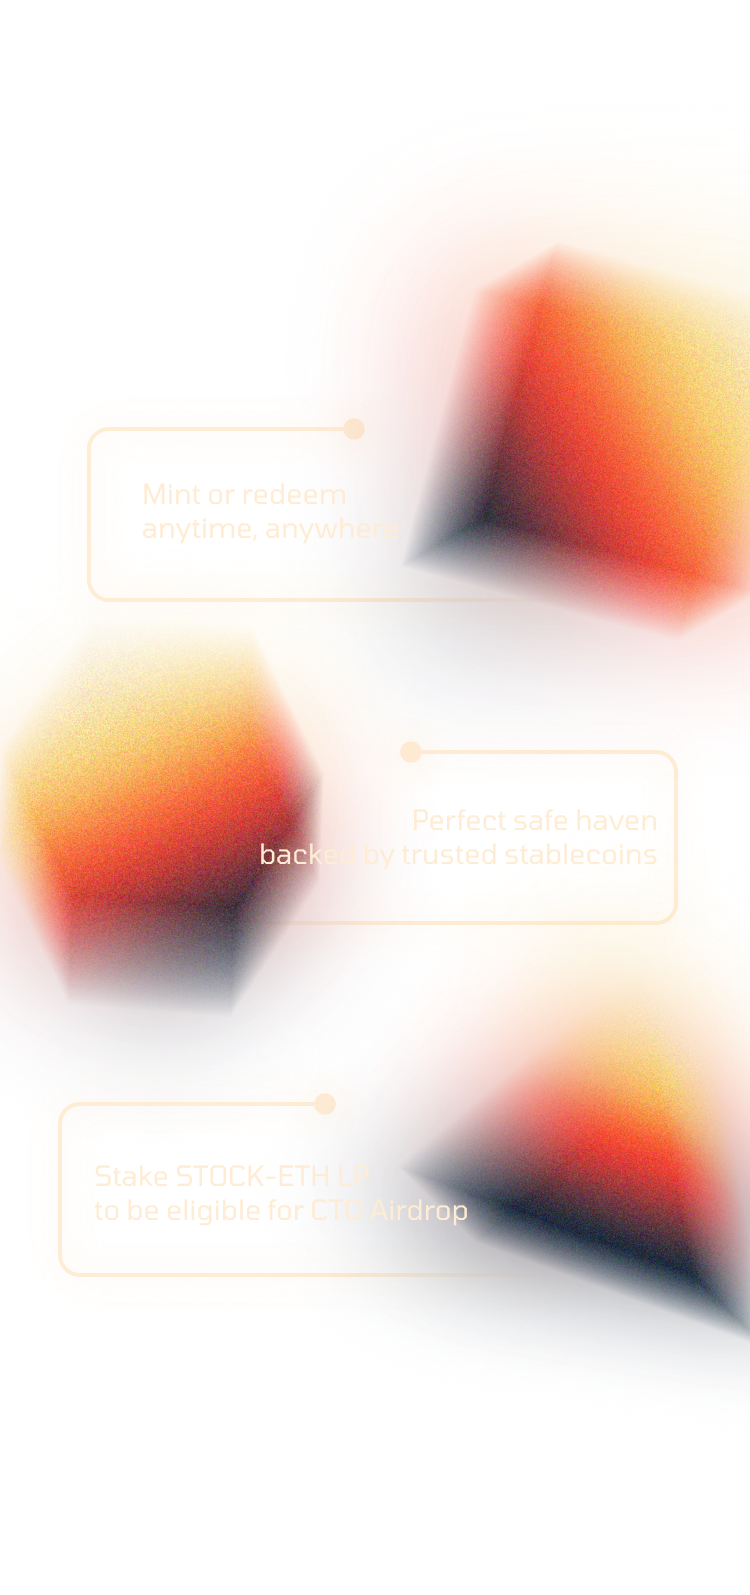 Mint or redeem
anytime, anywhere
Perfect safe haven
backed by trusted stablecoins
Stake STOCK-ETH LP
to be eligible for CTO Airdrop